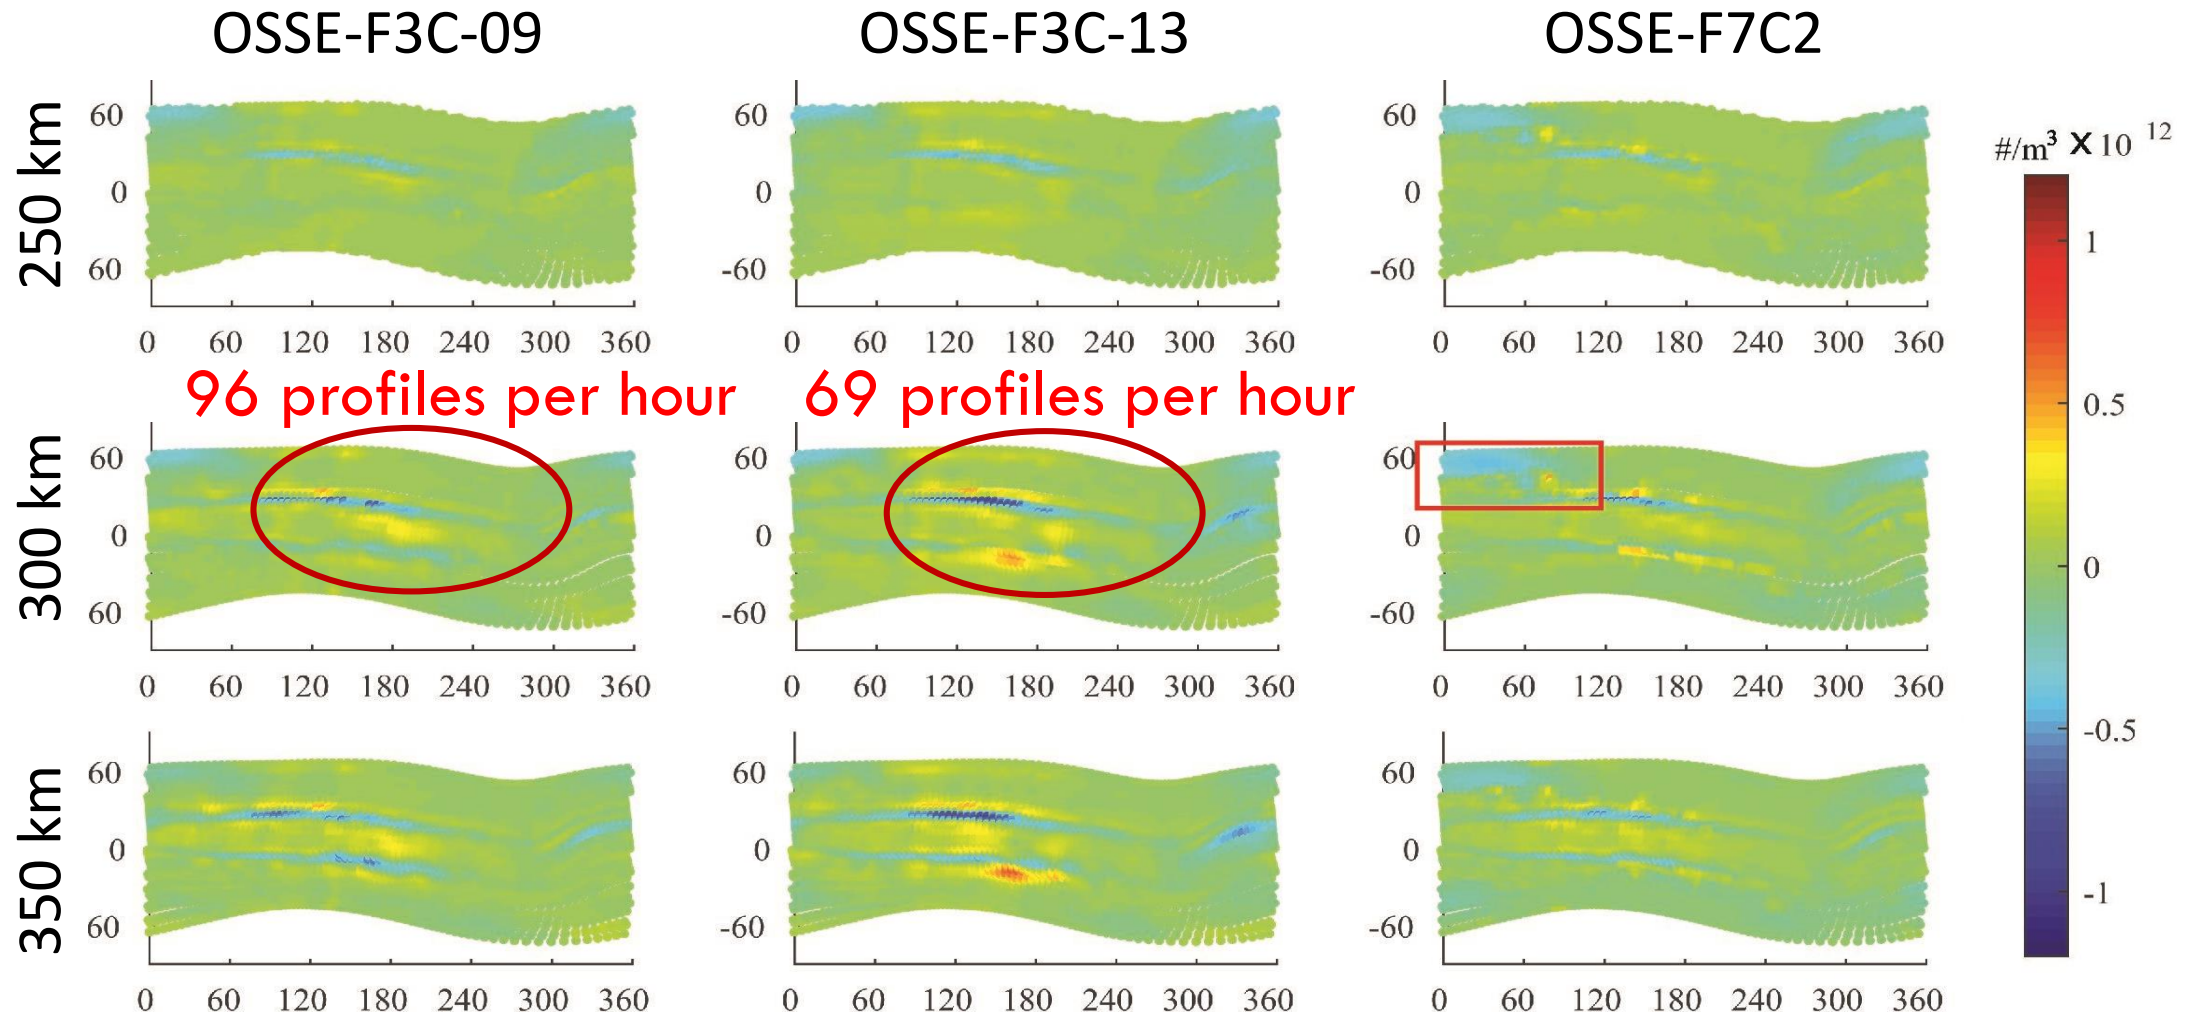 OSSE-F3C-09 OSSE-F3C-13 OSSE-F7C2
250 km
60 60 60
0 0 0
60 -60 -60
0 60 120 180 240 300 360 0 60 120 180 240 300 360 0 60 120 180 240 300 360
#/m³ X 10 ¹²
1
0.5
0
-0.5
-1
96 profiles per hour 69 profiles per hour
300 km
60 60 60
0 0 0
60 -60 -60
0 60 120 180 240 300 360 0 60 120 180 240 300 360 0 60 120 180 240 300 360
350 km
60 60 60
0 0 0
60 -60 -60
0 60 120 180 240 300 360 0 60 120 180 240 300 360 0 60 120 180 240 300 360